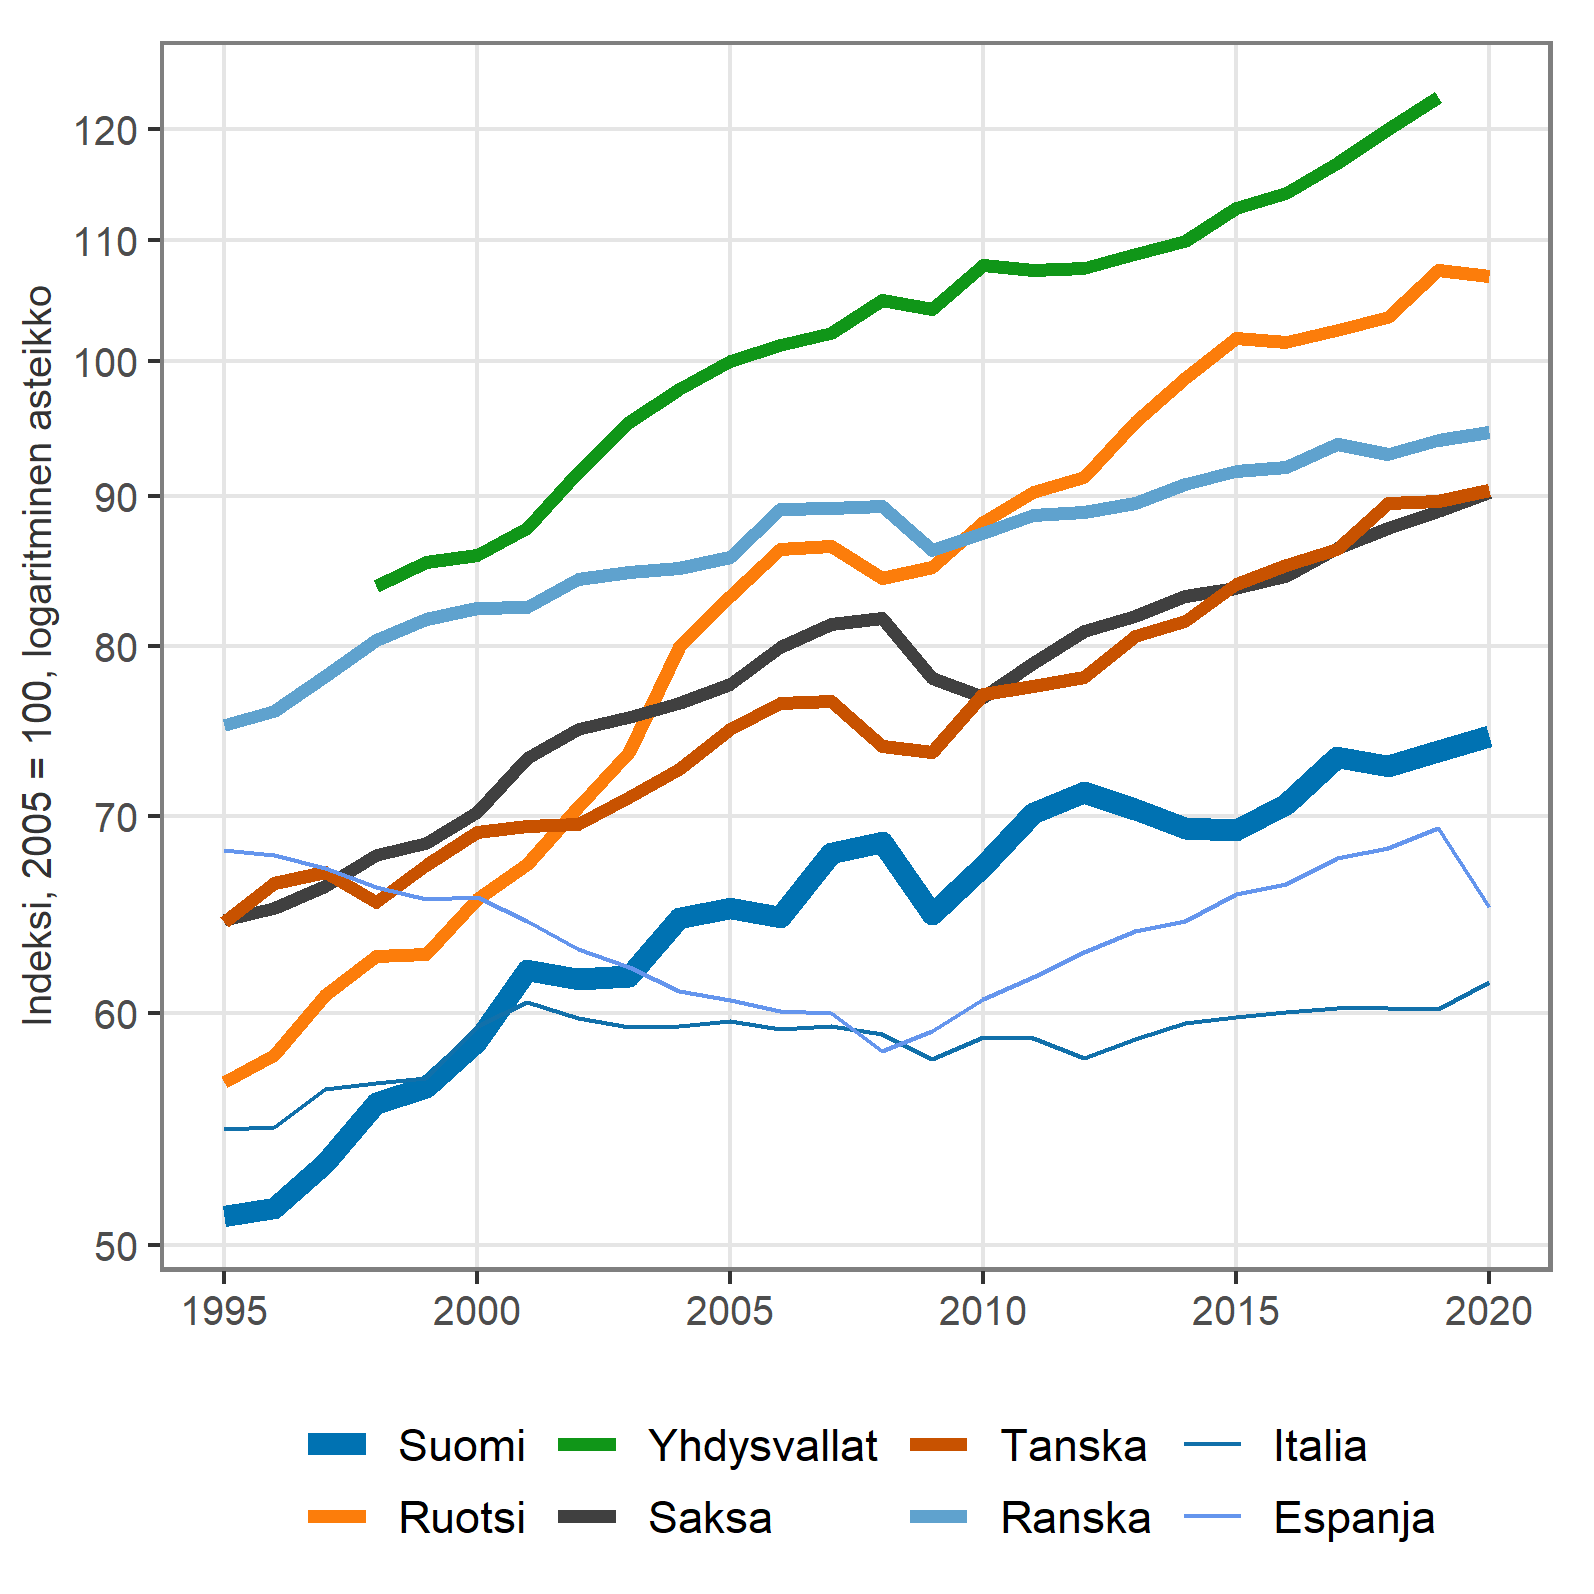 Indeksi, 2005 = 100, logaritminen asteikko
120
110
100
90
80
70
60
50
1995 2000 2005 2010 2015 2020
Suomi Yhdysvallat Tanska Italia
Ruotsi Saksa Ranska Espanja